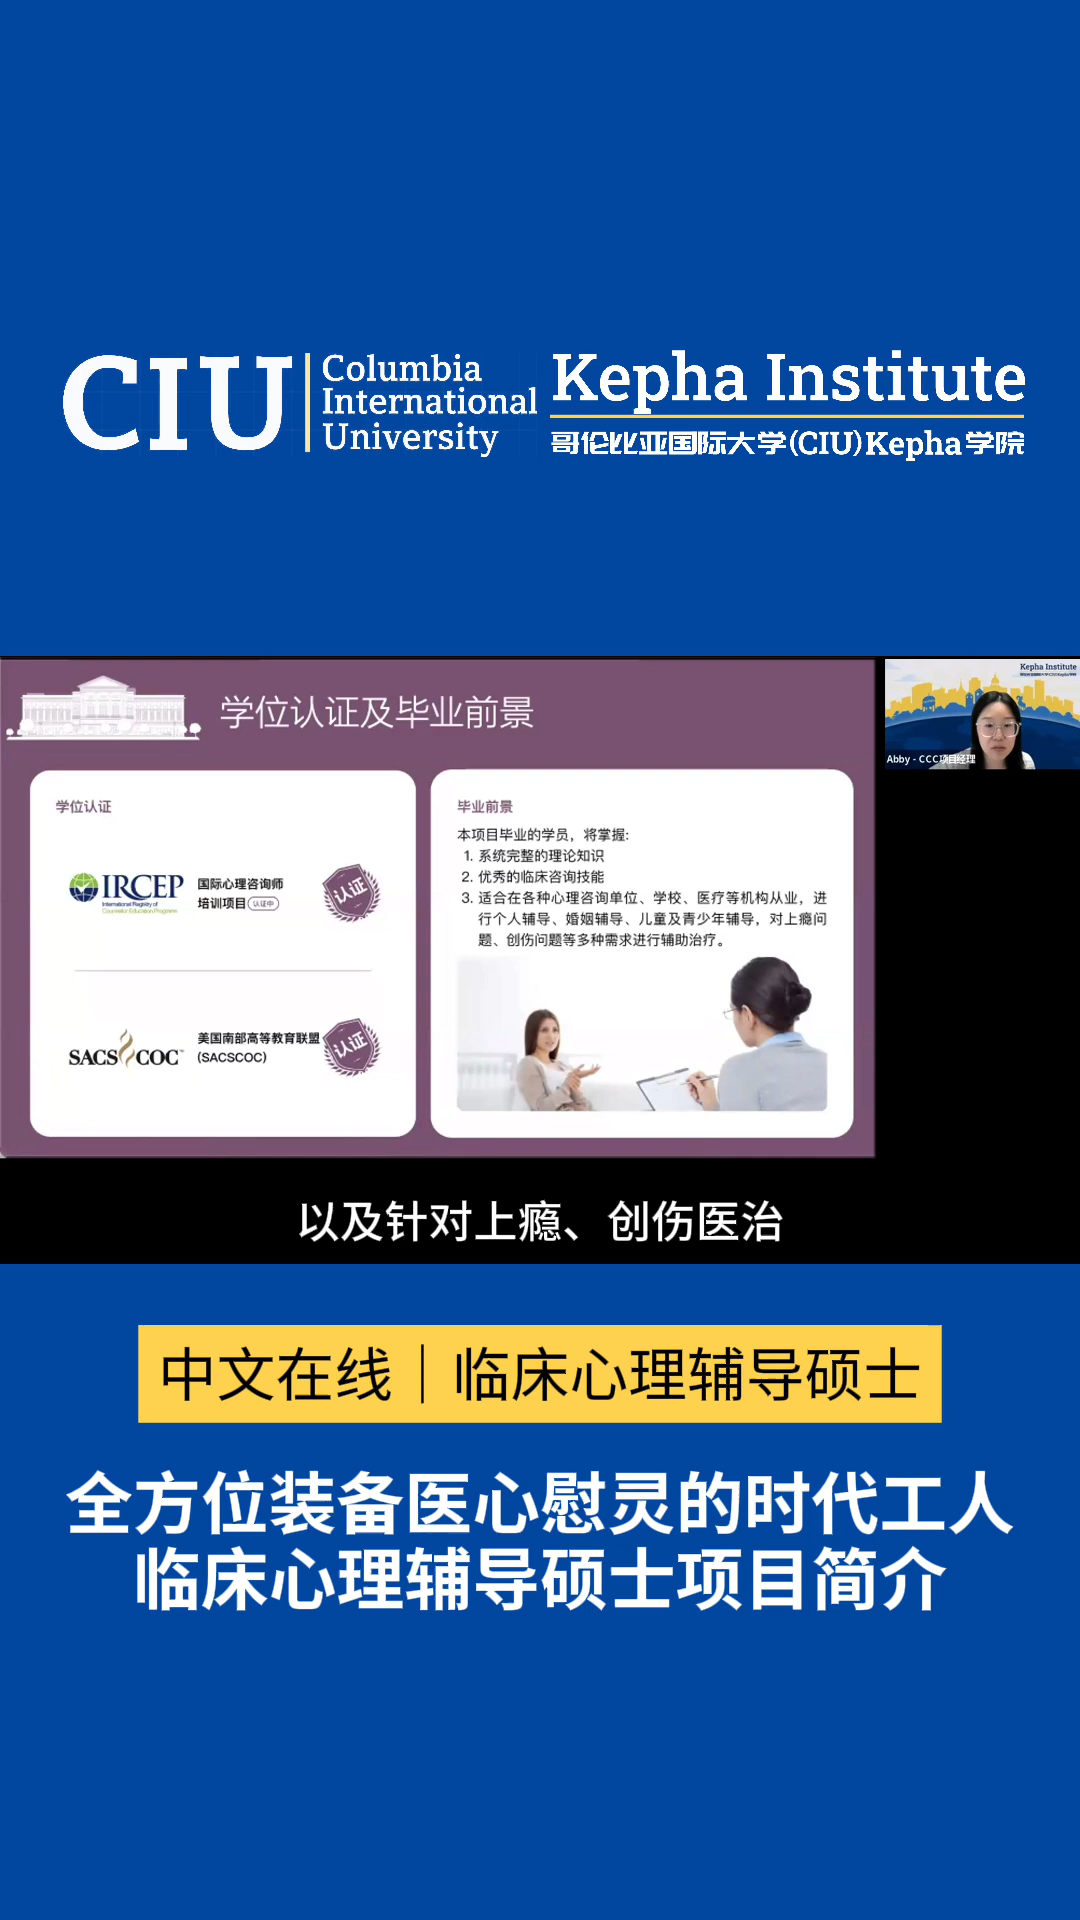 CIU
Columbia
International
University
Kepha Institute
哥伦比亚国际大学(CIU)Kepha学院
学位认证及毕业前景
Kepha Institute
Abby - CCC项目经理
学位认证
IRCEP
International Registry of
Counsellor Education Programs
国际心理咨询师
培训项目 认证中
认证
SACSCOC
美国南部高等教育联盟
(SACSCOC)
认证
毕业前景
本项目毕业的学员，将掌握:
1. 系统完整的理论知识
2. 优秀的临床咨询技能
3. 适合在各种心理咨询单位、学校、医疗等机构从业，进
行个人辅导、婚姻辅导、儿童及青少年辅导，对上瘾问
题、创伤问题等多种需求进行辅助治疗。
以及针对上瘾、创伤医治
中文在线｜临床心理辅导硕士
全方位装备医心慰灵的时代工人
临床心理辅导硕士项目简介